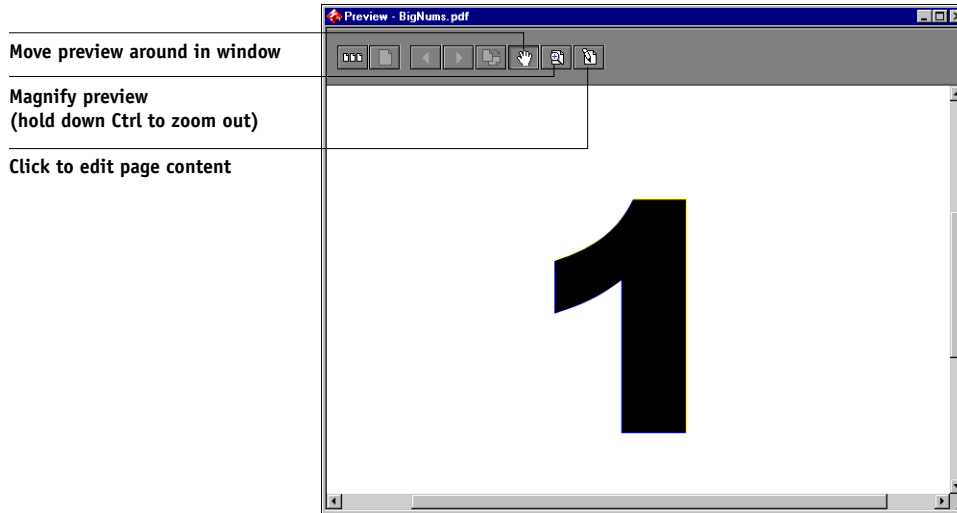 Preview - BigNums.pdf
Move preview around in window
Magnify preview
(hold down Ctrl to zoom out)
Click to edit page content
1